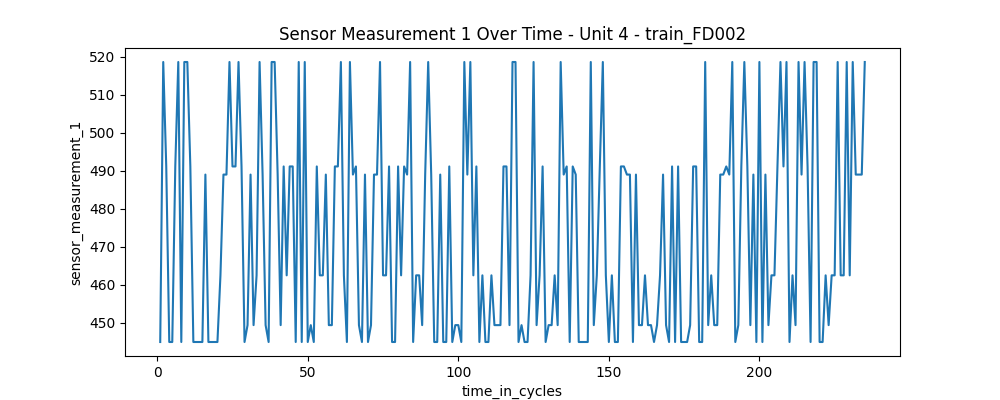 Sensor Measurement 1 Over Time - Unit 4 - train_FD002
sensor_measurement_1
520
510
500
490
480
470
460
450
0 50 100 150 200
time_in_cycles